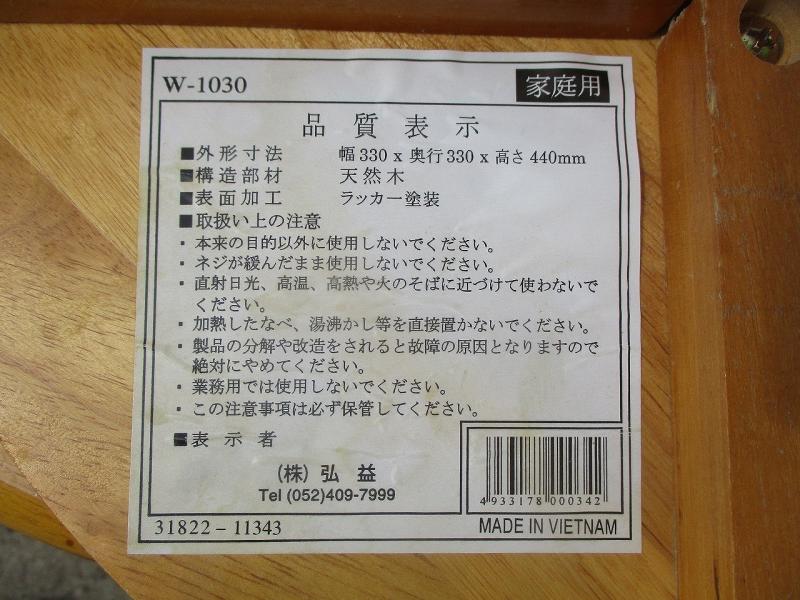 W-1030 家庭用
品質表示
■外形寸法 幅330 x 奥行330 x 高さ440mm
■構造部材 天然木
■表面加工 ラッカー塗装
■取扱い上の注意
・本来の目的以外に使用しないでください。
・ネジが緩んだまま使用しないでください。
・直射日光、高温、高熱や火のそばに近づけて使わないで
ください。
・加熱したなべ、湯沸かし等を直接置かないでください。
・製品の分解や改造をされると故障の原因となりますので
絶対にやめてください。
・業務用では使用しないでください。
・この注意事項は必ず保管してください。
■表示者
(株) 弘益
Tel (052)409-7999
4933178 000342
31822-11343 MADE IN VIETNAM